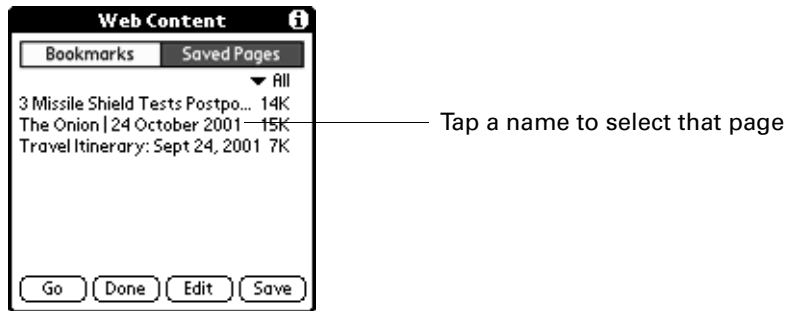 Web Content
Bookmarks Saved Pages
All
3 Missile Shield Tests Postpo... 14K
The Onion | 24 October 2001 15K
Travel Itinerary: Sept 24, 2001 7K
Tap a name to select that page
Go Done Edit Save